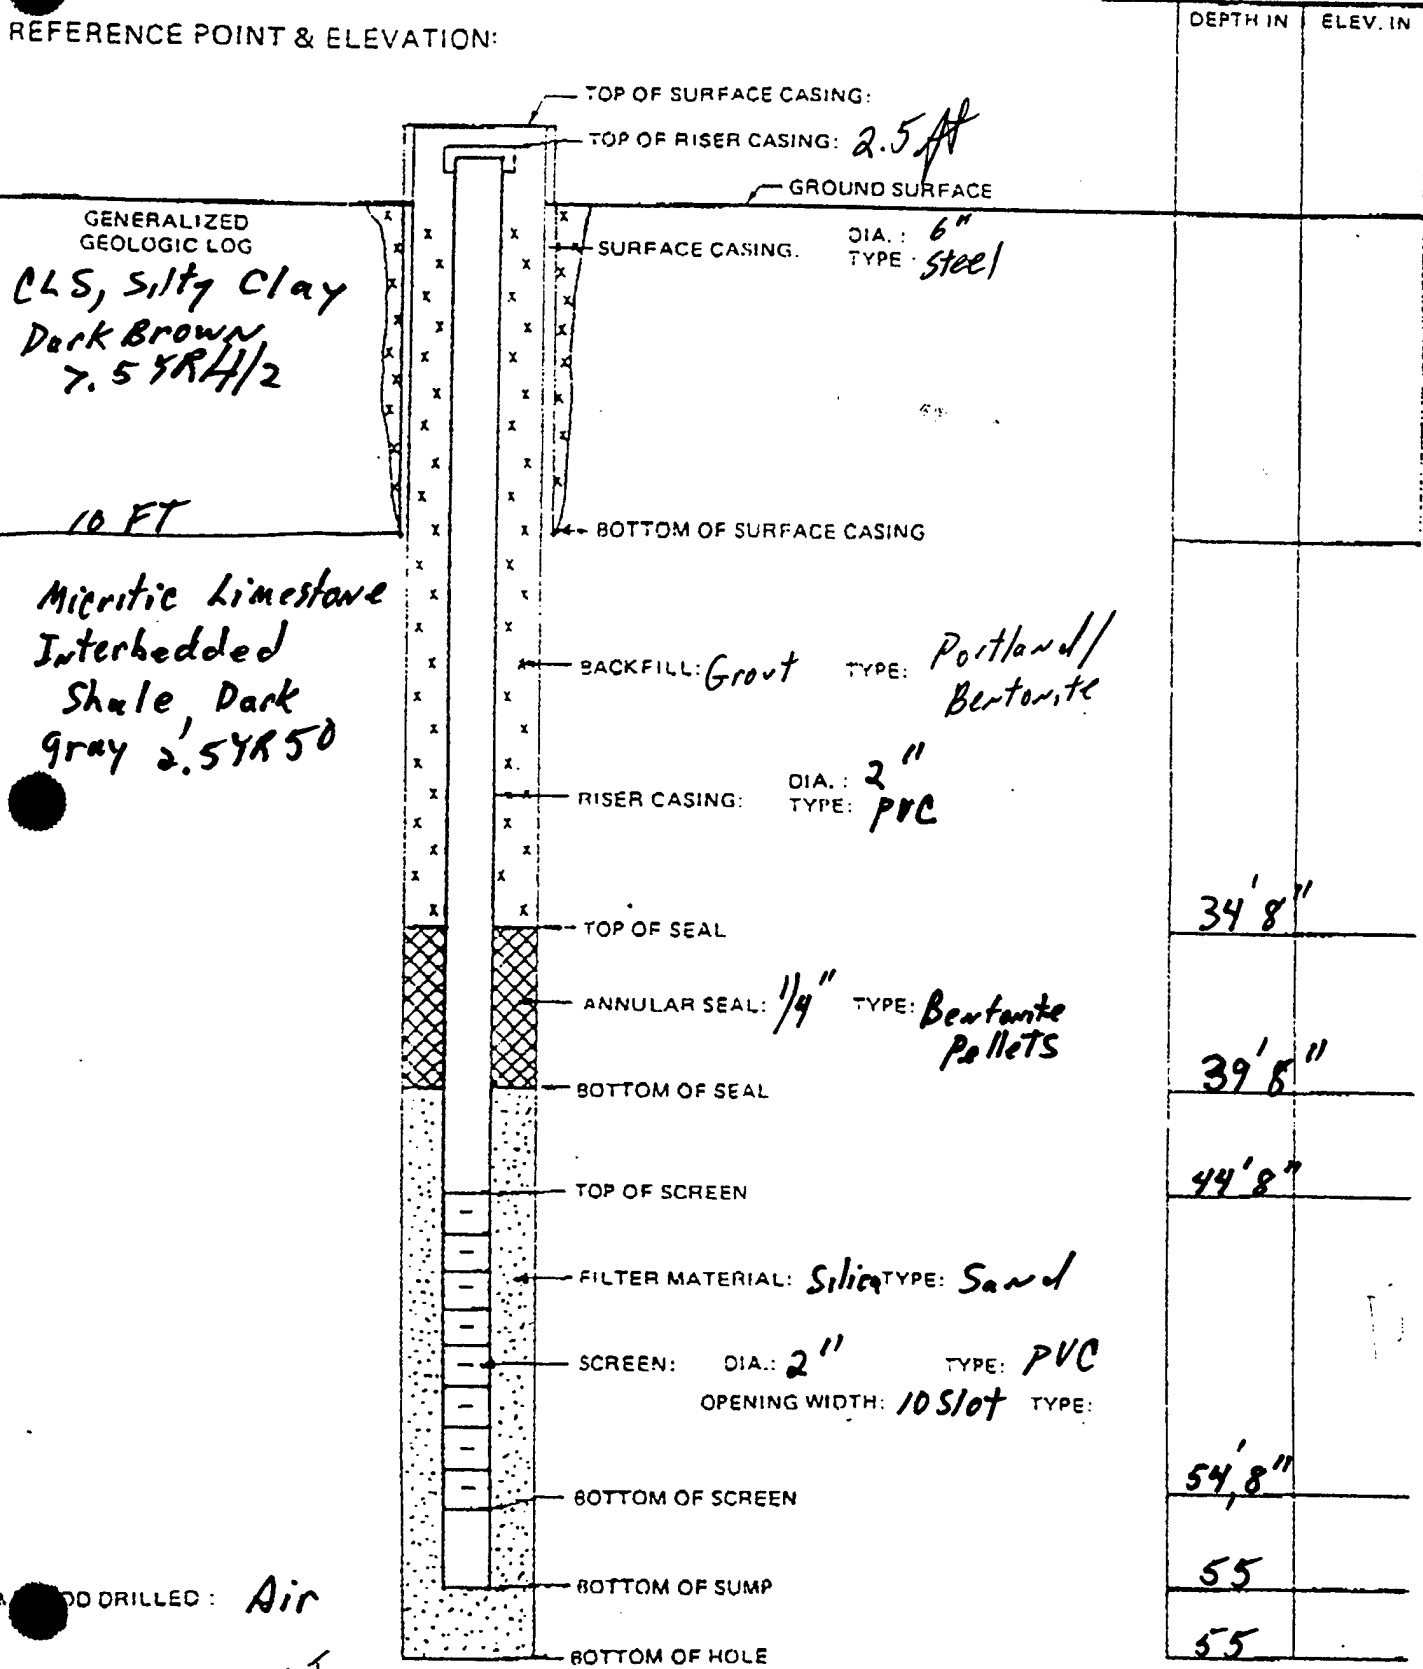 REFERENCE POINT & ELEVATION:
DEPTH IN ELEV. IN
TOP OF SURFACE CASING:
TOP OF RISER CASING: 2.5 ft
GROUND SURFACE
GENERALIZED
GEOLOGIC LOG
CLS, Silty Clay
Dark Brown
7.5 YR 4/2
10 FT
SURFACE CASING. DIA. : 6"
TYPE : Steel
BOTTOM OF SURFACE CASING
Micritic Limestone
Interbedded
Shale, Dark
gray 2.5YR 50
BACKFILL: Grout TYPE: Portland/
Bentonite
RISER CASING: DIA. : 2"
TYPE: PVC
TOP OF SEAL 34' 8"
ANNULAR SEAL: 1/4" TYPE: Bentonite
Pellets
BOTTOM OF SEAL 39' 8"
TOP OF SCREEN 44' 8"
FILTER MATERIAL: Silica TYPE: Sand
SCREEN: DIA.: 2" TYPE: PVC
OPENING WIDTH: 10 Slot TYPE:
BOTTOM OF SCREEN 54' 8"
BOTTOM OF SUMP 55'
DRILLED : Air
BOTTOM OF HOLE 55